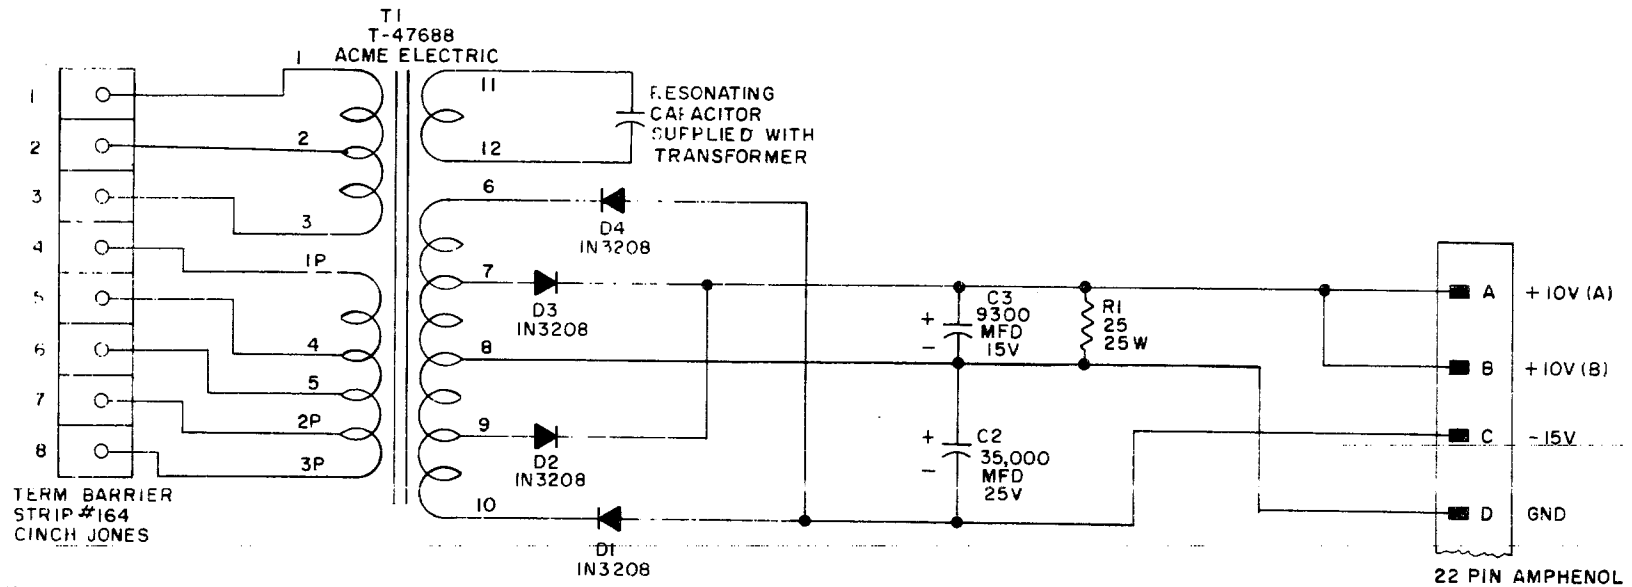 T1
T-47688
ACME ELECTRIC
1
1
2
2
3
3
4
1P
5
4
6
5
7
2P
8
3P
TERM BARRIER
STRIP #164
CINCH JONES
11
12
RESONATING
CAPACITOR
SUPPLIED WITH
TRANSFORMER
6
D4
IN3208
7
D3
IN3208
8
9
D2
IN3208
10
D1
IN3208
C3
9300
MFD
15V
+
-
R1
25
25W
C2
35,000
MFD
25V
+
-
A +10V (A)
B +10V (B)
C -15V
D GND
22 PIN AMPHENOL